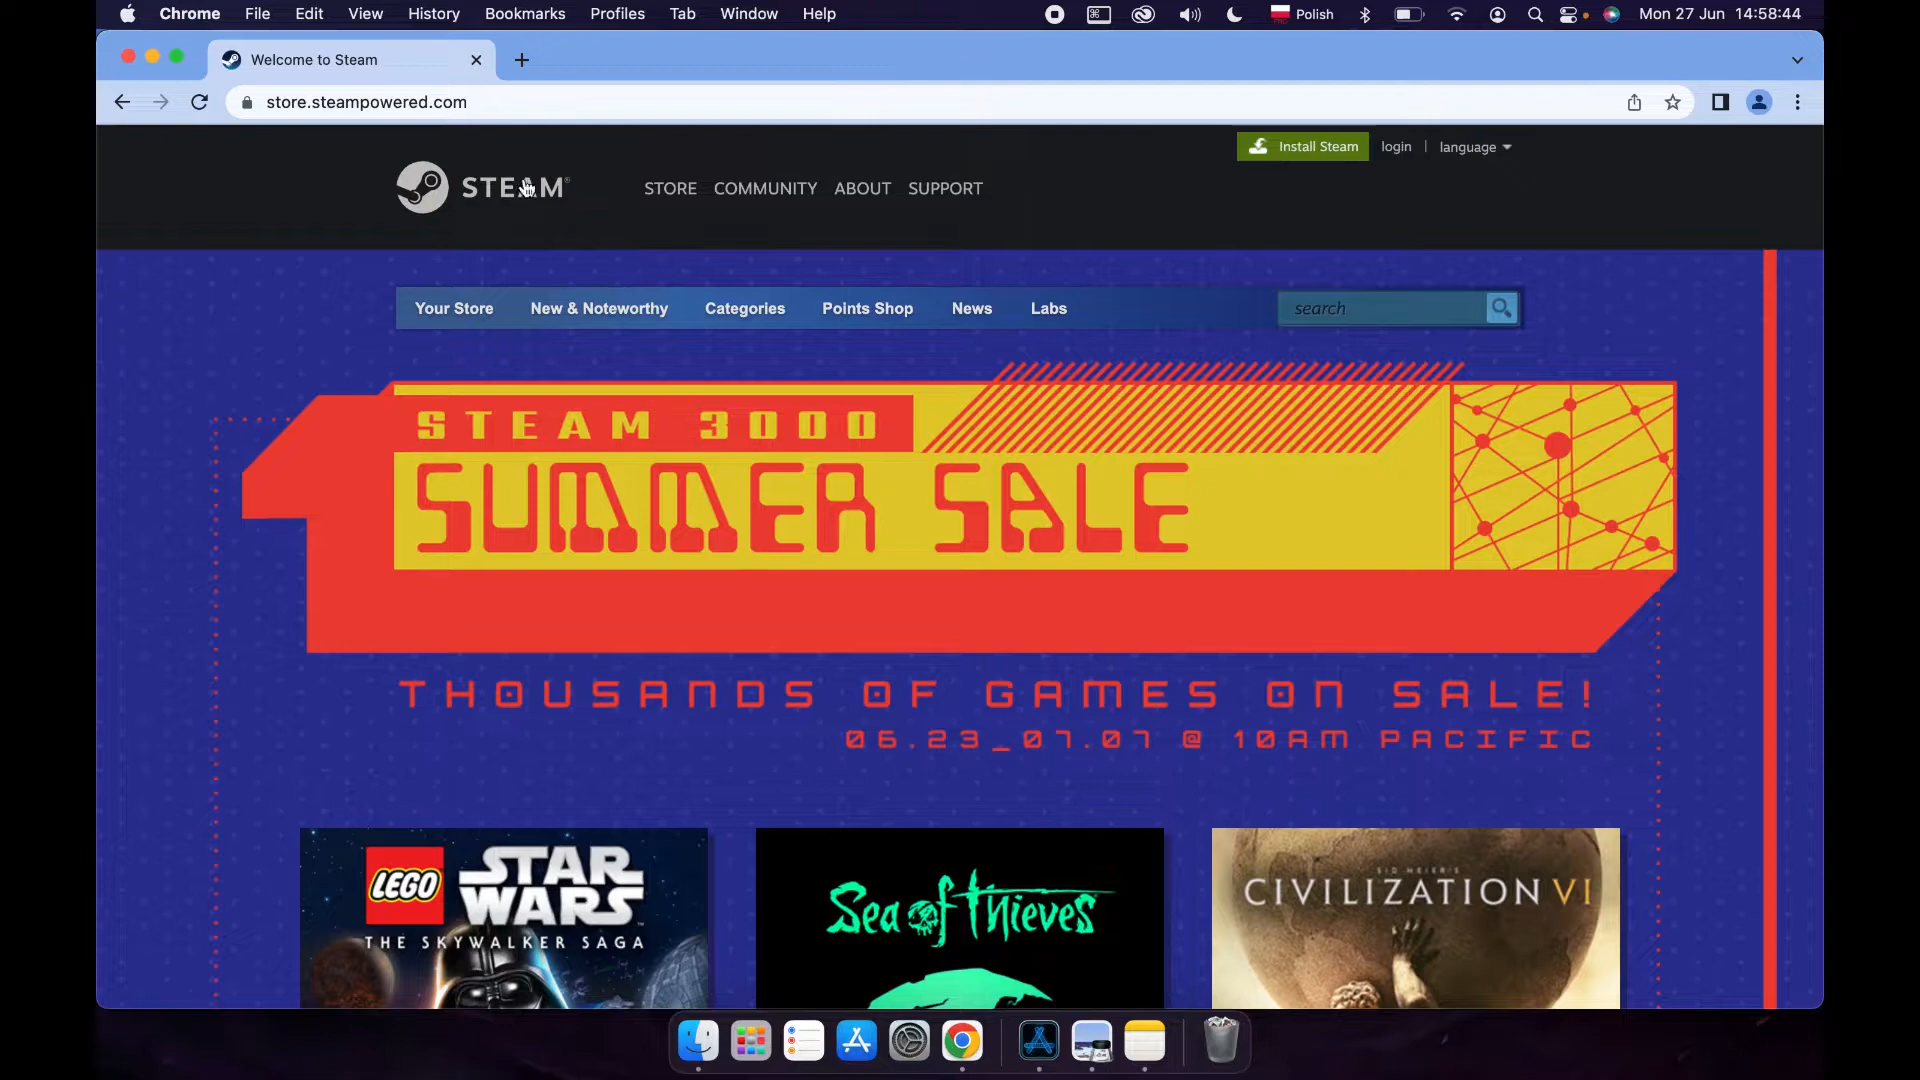 Chrome File Edit View History Bookmarks Profiles Tab Window Help Polish Mon 27 Jun 14:58:44
Welcome to Steam
store.steampowered.com
Install Steam login | language
STEAM® STORE COMMUNITY ABOUT SUPPORT
Your Store New & Noteworthy Categories Points Shop News Labs search
STEAM 3000
SUMMER SALE
THOUSANDS OF GAMES ON SALE!
06.23_07.07 @ 10AM PACIFIC
LEGO STAR WARS
THE SKYWALKER SAGA
Sea of Thieves
SID MEIER'S
CIVILIZATION VI